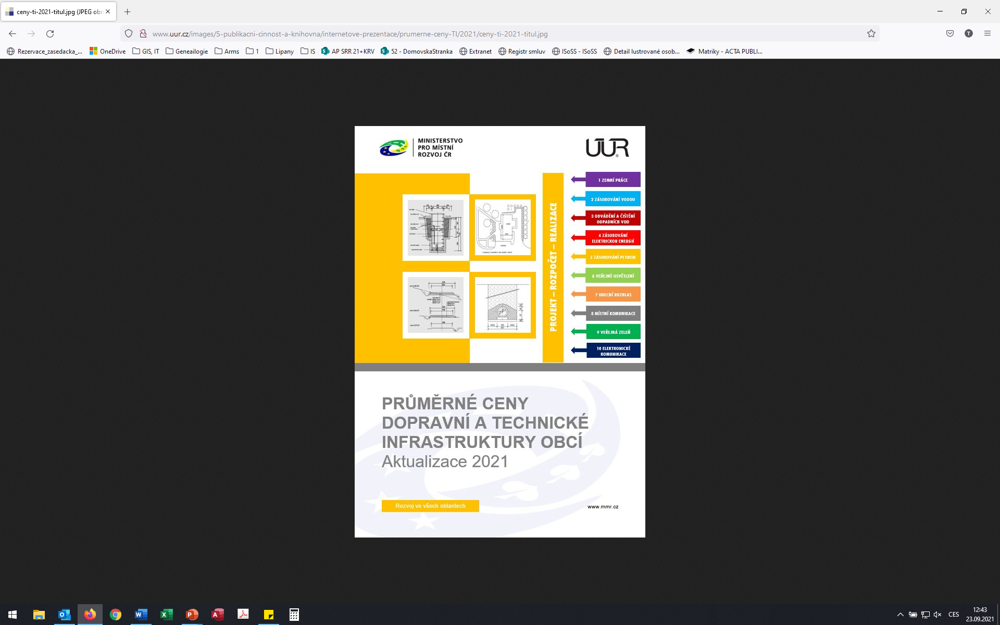 ceny-ti-2021-titul.jpg (JPEG obr
www.uur.cz/images/5-publikacni-cinnost-a-knihovna/internetove-prezentace/prumerne-ceny-TI/2021/ceny-ti-2021-titul.jpg
T
Rezervace_zasedacka_... OneDrive GIS, IT Geneailogie Arms 1 Lipany IS AP SRR 21+KRV 52 - DomovskaStranka Extranet Registr smluv ISoSS - ISoSS Detail lustrované osob... Matriky - ACTA PUBLI...
MINISTERSTVO
PRO MÍSTNÍ
ROZVOJ ČR
ÚÚR
PROJEKT – ROZPOČET – REALIZACE
1 ZEMNÍ PRÁCE
2 ZÁSOBOVÁNÍ VODOU
3 ODVÁDĚNÍ A ČIŠTĚNÍ
ODPADNÍCH VOD
4 ZÁSOBOVÁNÍ
ELEKTRICKOU ENERGIÍ
5 ZÁSOBOVÁNÍ PLYNEM
6 VEŘEJNÉ OSVĚTLENÍ
7 OBECNÍ ROZHLAS
8 MÍSTNÍ KOMUNIKACE
9 VEŘEJNÁ ZELEŇ
10 ELEKTRONICKÉ
KOMUNIKACE
PRŮMĚRNÉ CENY
DOPRAVNÍ A TECHNICKÉ
INFRASTRUKTURY OBCÍ
Aktualizace 2021
Rozvoj ve všech oblastech
www.mmr.cz
CES
12:43
23.09.2021